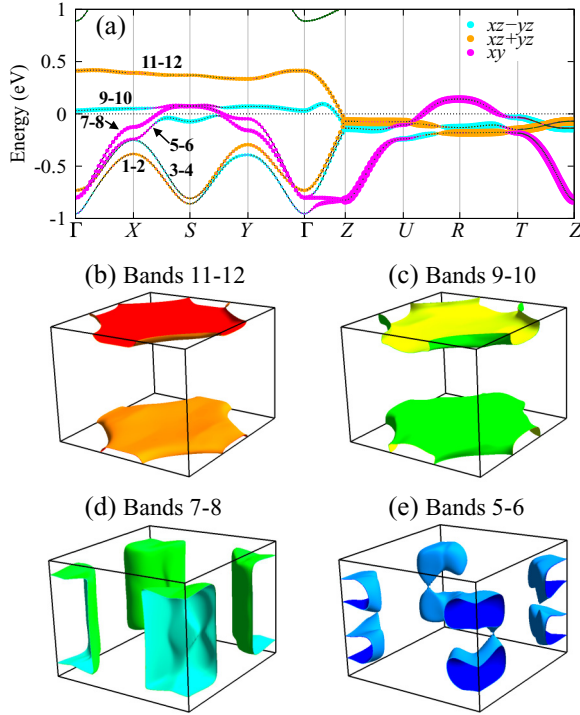 (a)
xz−yz
xz+yz
xy
Energy (eV)
1
0.5
0
-0.5
-1
11-12
9-10
7-8
5-6
1-2
3-4
Γ X S Y Γ Z U R T Z
(b) Bands 11-12
(c) Bands 9-10
(d) Bands 7-8
(e) Bands 5-6